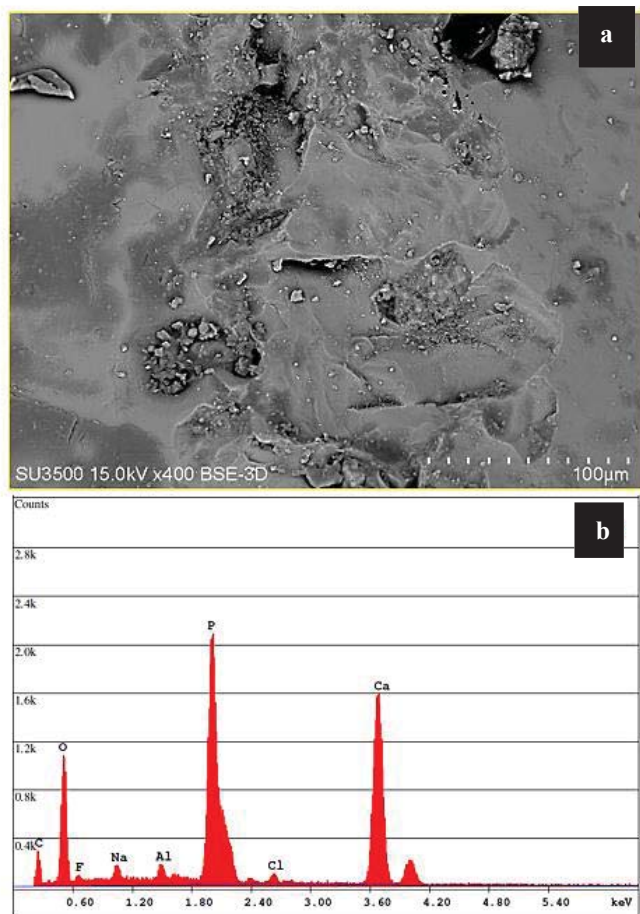 a
SU3500 15.0kV x400 BSE-3D 100µm
b
Counts
2.8k
2.4k
P
2.0k
Ca
1.6k
O
1.2k
0.8k
0.4k
C
F
Na
Al
Cl
0.60 1.20 1.80 2.40 3.00 3.60 4.20 4.80 5.40 keV